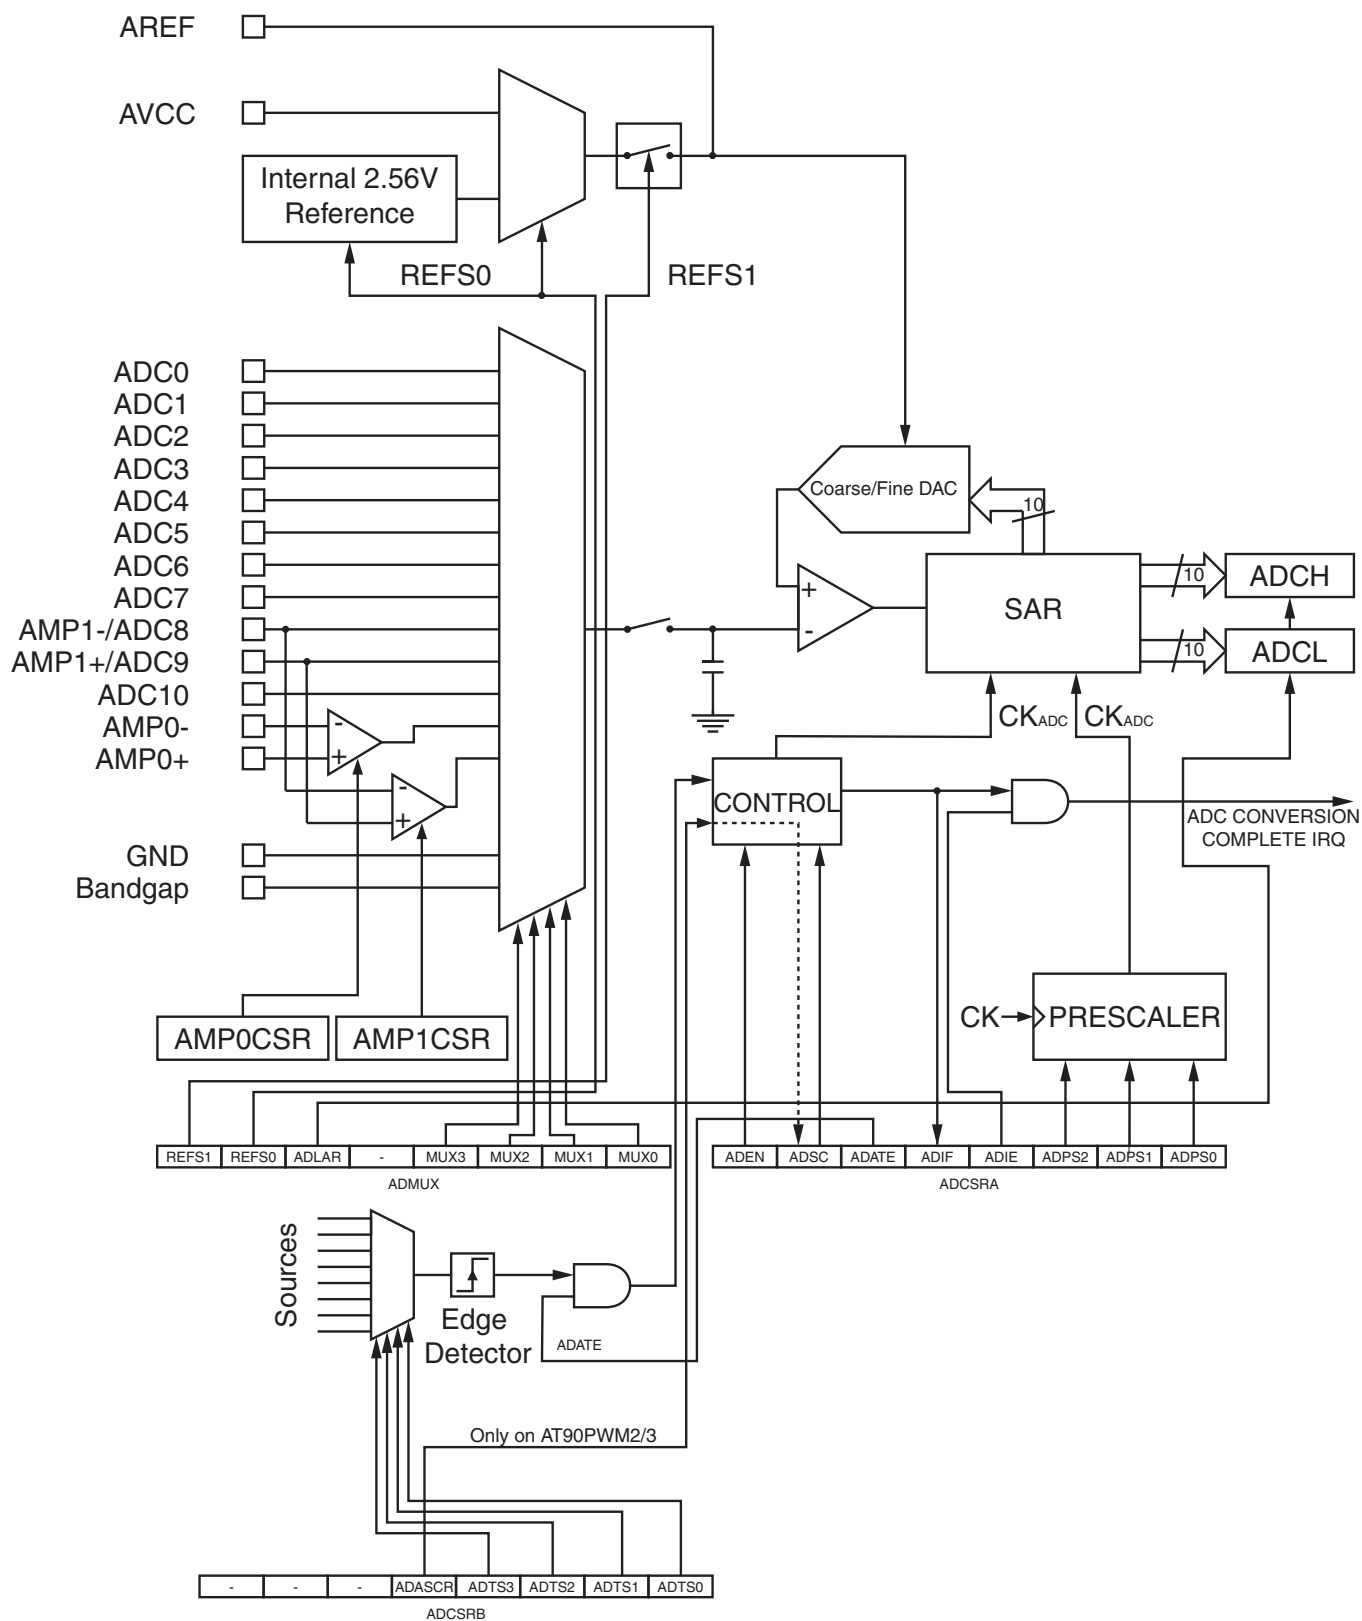 AREF
AVCC
Internal 2.56V
Reference
REFS0
REFS1
ADC0
ADC1
ADC2
ADC3
ADC4
ADC5
ADC6
ADC7
AMP1-/ADC8
AMP1+/ADC9
ADC10
AMP0-
AMP0+
-
+
-
+
GND
Bandgap
Coarse/Fine DAC
10
+
-
SAR
10
ADCH
10
ADCL
CKADC
CKADC
CONTROL
ADC CONVERSION
COMPLETE IRQ
CK
PRESCALER
AMP0CSR
AMP1CSR
REFS1 REFS0 ADLAR - MUX3 MUX2 MUX1 MUX0
ADMUX
ADEN ADSC ADATE ADIF ADIE ADPS2 ADPS1 ADPS0
ADCSRA
Sources
Edge
Detector
ADATE
Only on AT90PWM2/3
- - - ADASCR ADTS3 ADTS2 ADTS1 ADTS0
ADCSRB